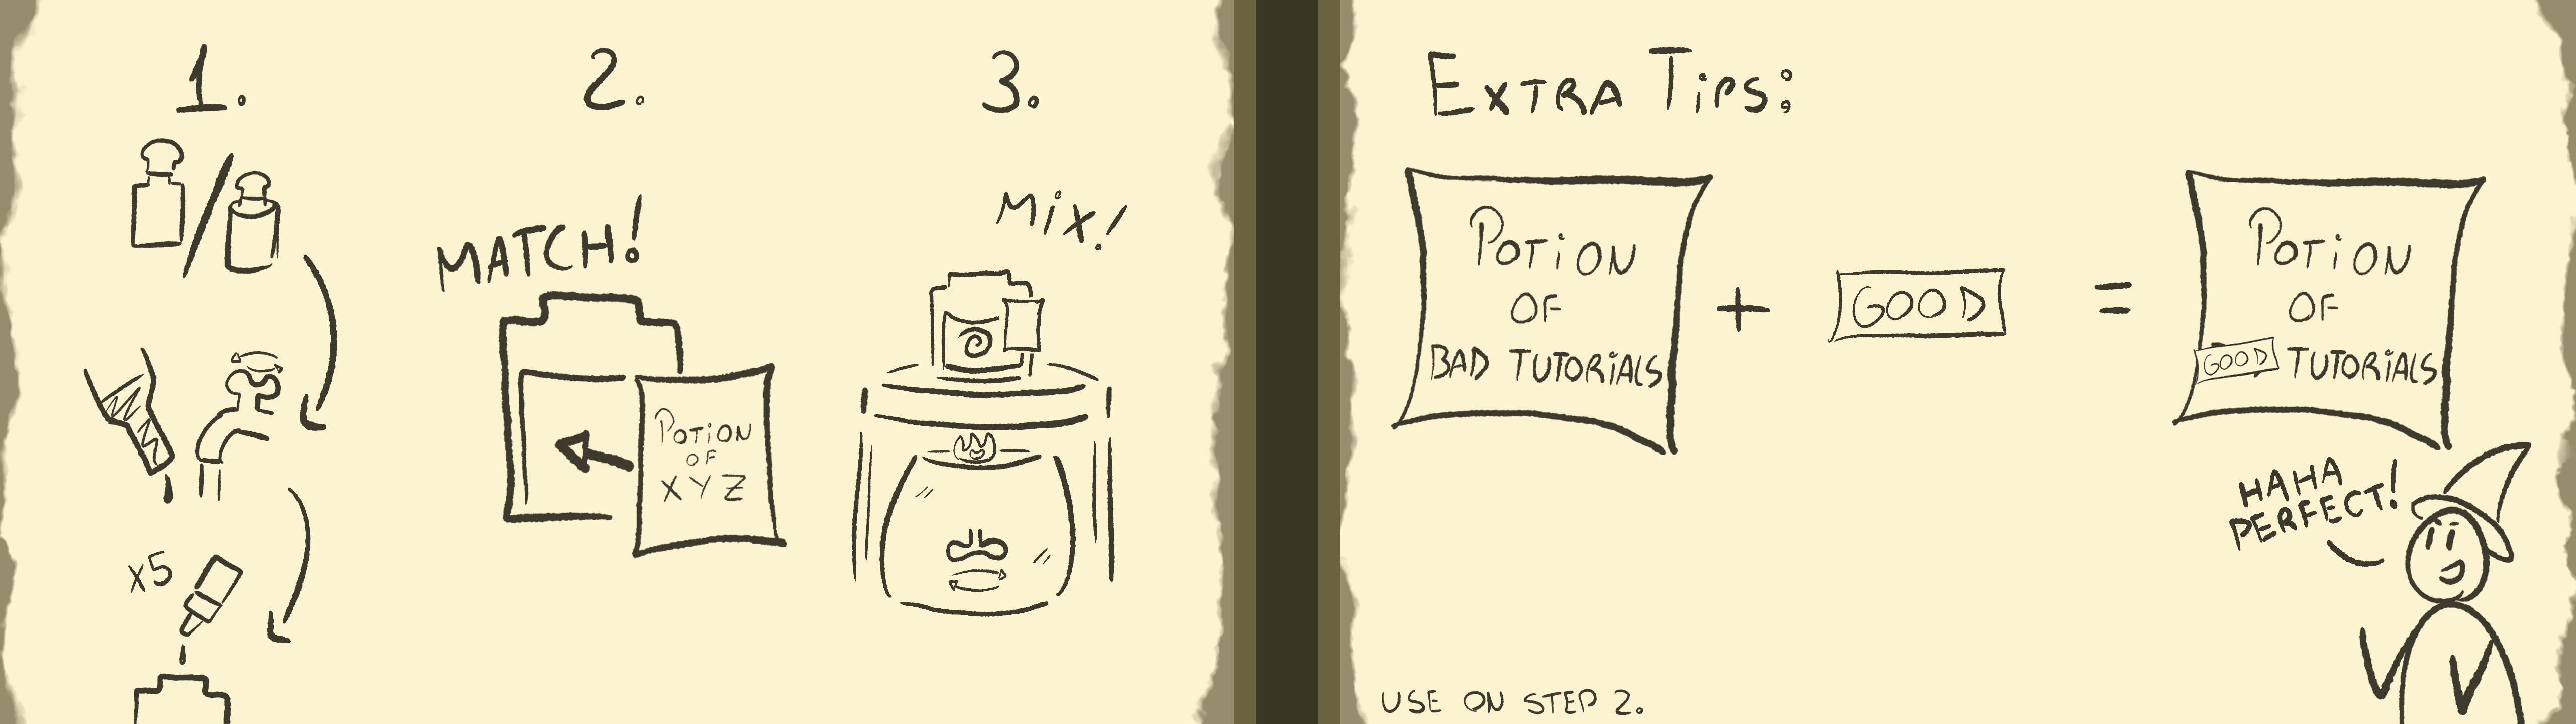 1.
2.
3.
MATCH!
MiX!
POTiON
OF
XYZ
x5
EXTRA TiPS:
POTiON
OF
BAD TUTORiALS
+
GOOD
=
POTiON
OF
GOOD TUTORiALS
HAHA
PERFECT!
USE ON STEP 2.